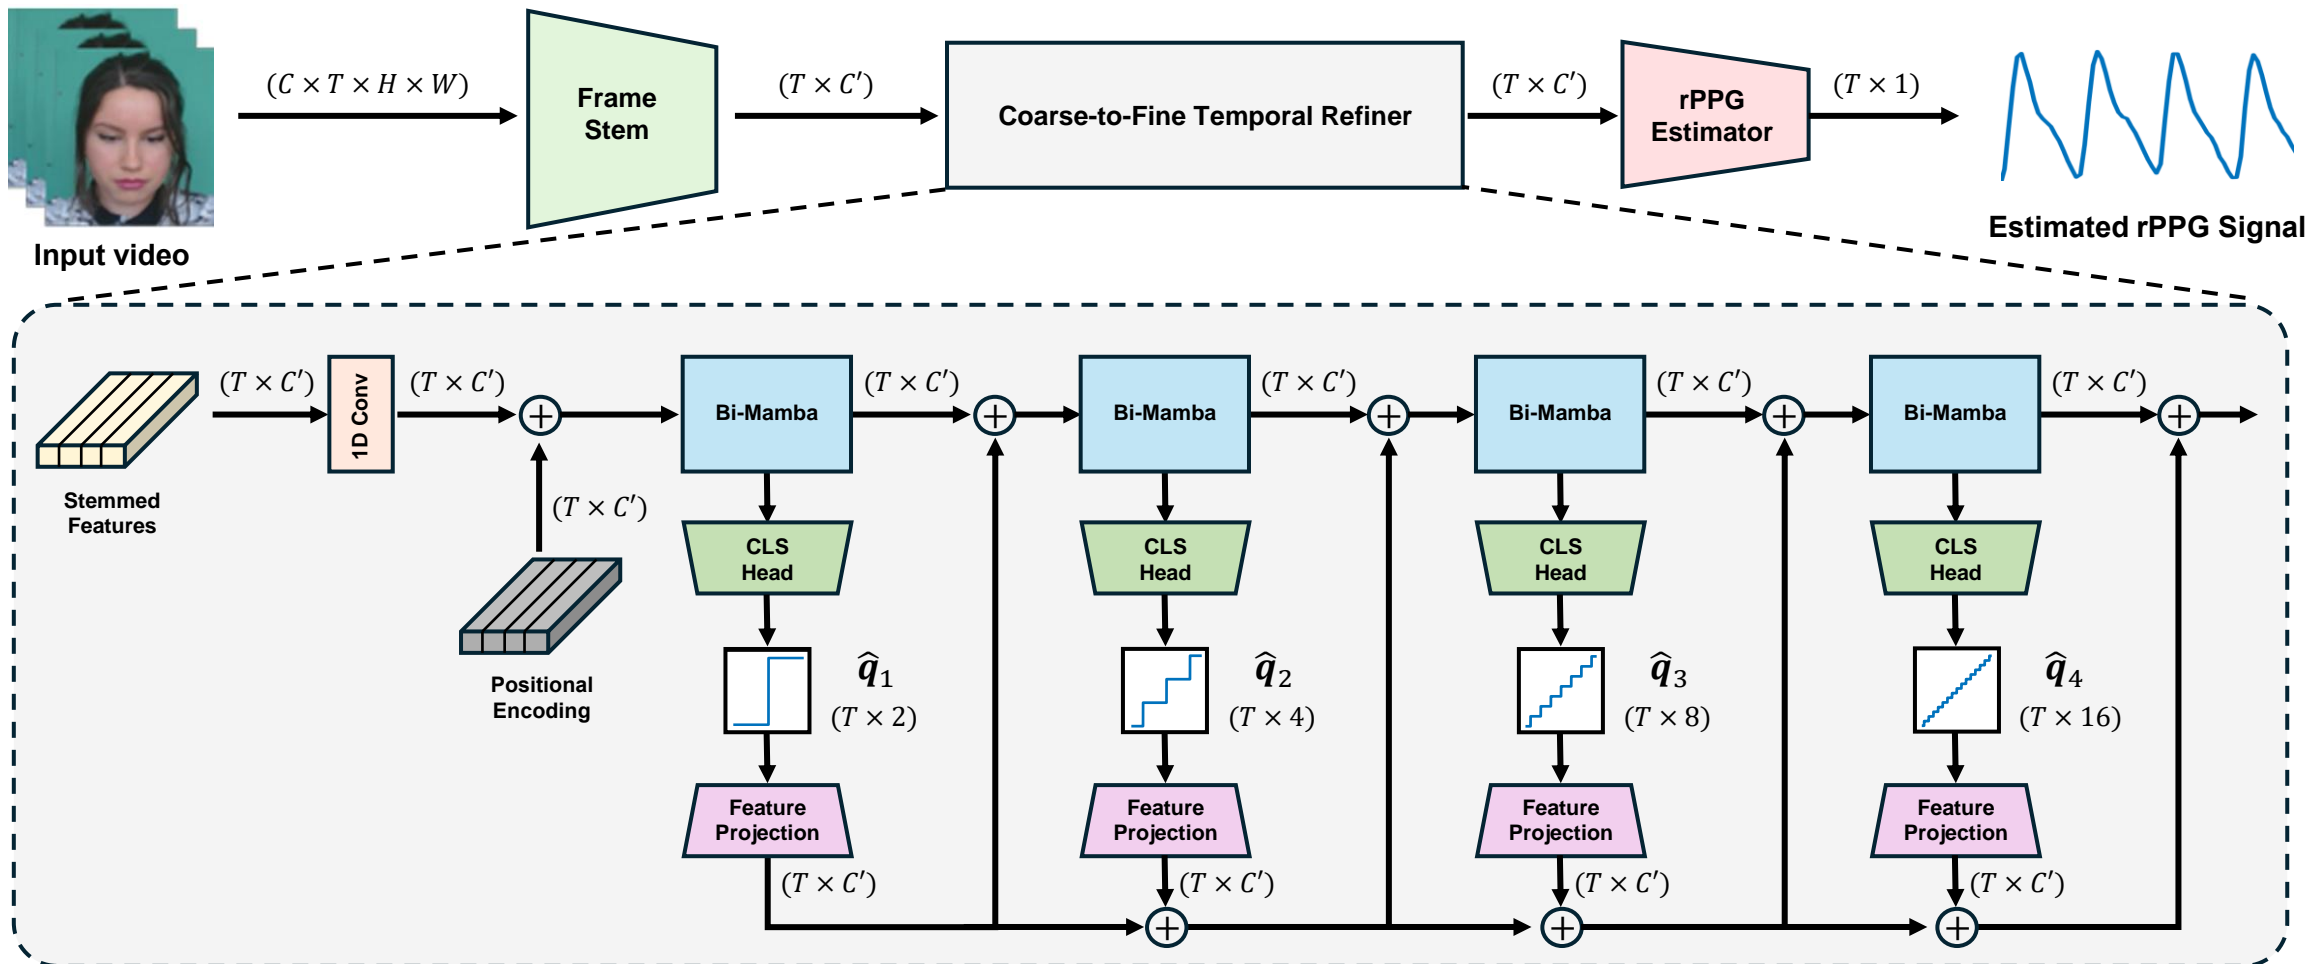 (C × T × H × W)
Frame
Stem
(T × C′)
Coarse-to-Fine Temporal Refiner
(T × C′)
rPPG
Estimator
(T × 1)
Input video
Estimated rPPG Signal
(T × C′)
1D Conv
(T × C′)
+
Bi-Mamba
(T × C′)
+
Bi-Mamba
(T × C′)
+
Bi-Mamba
(T × C′)
+
Bi-Mamba
(T × C′)
+
Stemmed
Features
(T × C′)
Positional
Encoding
CLS
Head
CLS
Head
CLS
Head
CLS
Head
q̂₁
(T × 2)
q̂₂
(T × 4)
q̂₃
(T × 8)
q̂₄
(T × 16)
Feature
Projection
Feature
Projection
Feature
Projection
Feature
Projection
(T × C′)
(T × C′)
(T × C′)
(T × C′)
+
+
+